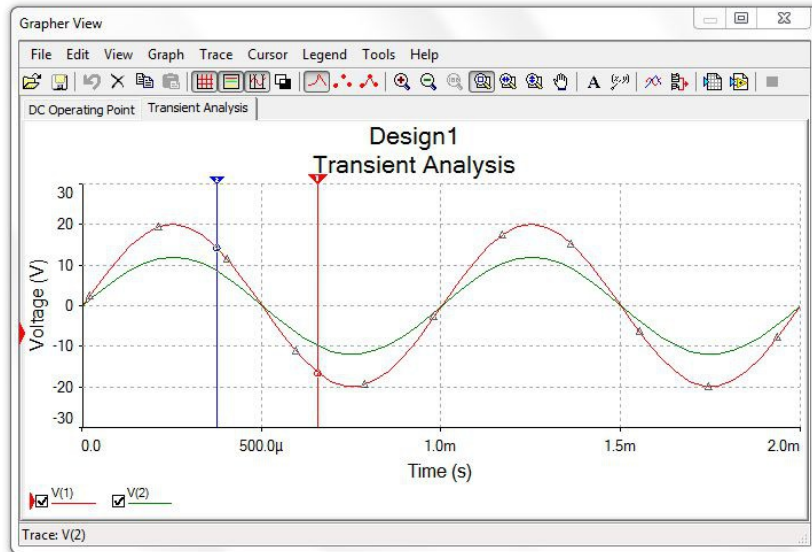 Grapher View
File Edit View Graph Trace Cursor Legend Tools Help
DC Operating Point Transient Analysis
Design1
Transient Analysis
2 1
30
20
10
0
-10
-20
-30
Voltage (V)
0.0 500.0µ 1.0m 1.5m 2.0m
Time (s)
V(1) V(2)
Trace: V(2)